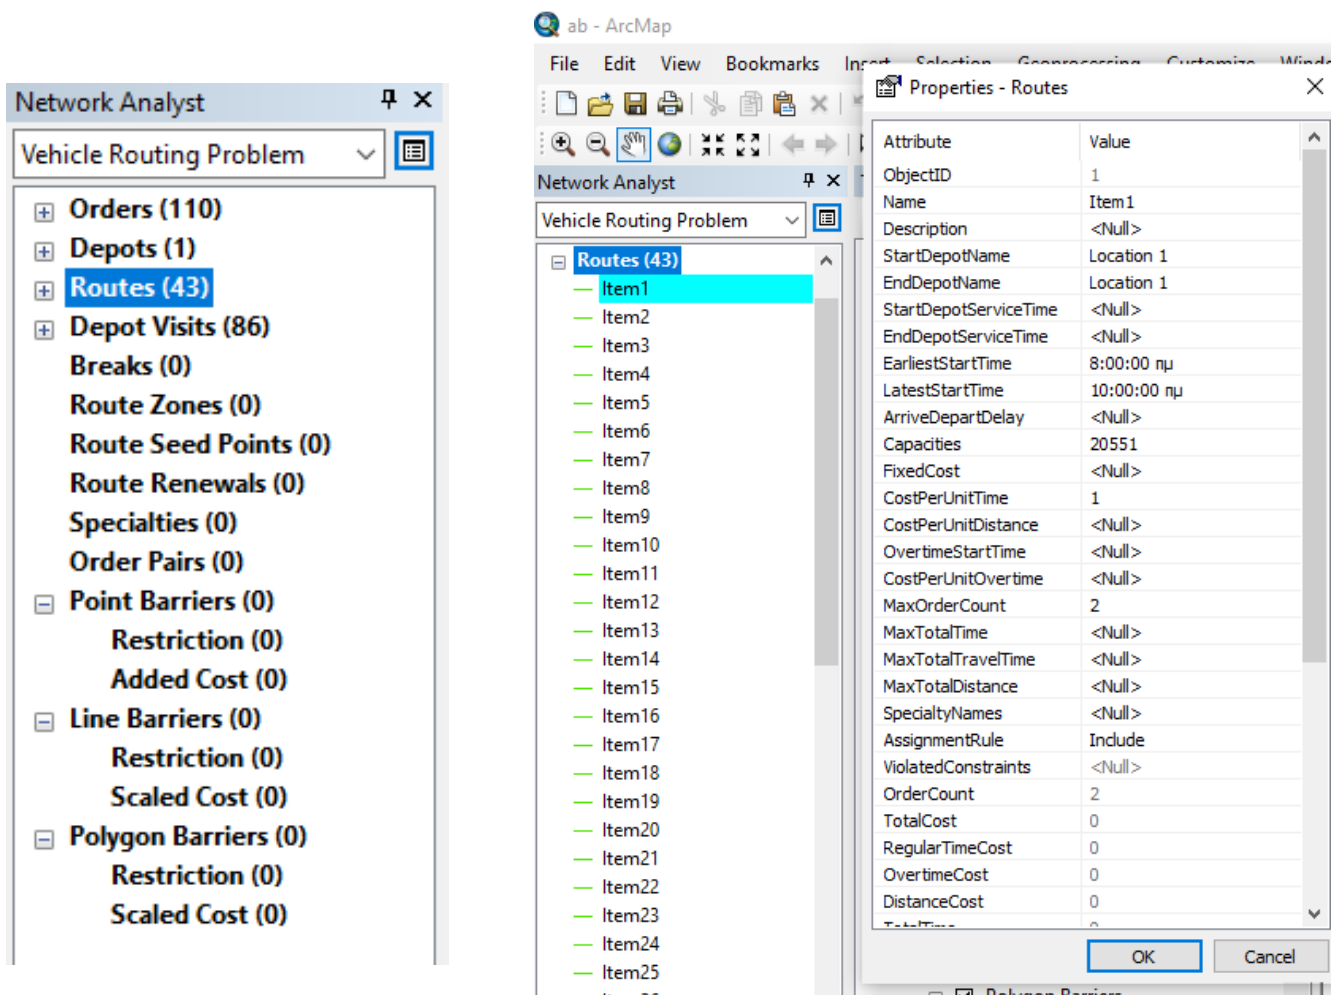 Network Analyst
Vehicle Routing Problem
Orders (110)
Depots (1)
Routes (43)
Depot Visits (86)
Breaks (0)
Route Zones (0)
Route Seed Points (0)
Route Renewals (0)
Specialties (0)
Order Pairs (0)
Point Barriers (0)
Restriction (0)
Added Cost (0)
Line Barriers (0)
Restriction (0)
Scaled Cost (0)
Polygon Barriers (0)
Restriction (0)
Scaled Cost (0)
ab - ArcMap
File Edit View Bookmarks Insert Selection Geoprocessing Customize
Network Analyst
Vehicle Routing Problem
Routes (43)
Item1
Item2
Item3
Item4
Item5
Item6
Item7
Item8
Item9
Item10
Item11
Item12
Item13
Item14
Item15
Item16
Item17
Item18
Item19
Item20
Item21
Item22
Item23
Item24
Item25
Properties - Routes
Attribute Value
ObjectID 1
Name Item1
Description <Null>
StartDepotName Location 1
EndDepotName Location 1
StartDepotServiceTime <Null>
EndDepotServiceTime <Null>
EarliestStartTime 8:00:00 πμ
LatestStartTime 10:00:00 πμ
ArriveDepartDelay <Null>
Capacities 20551
FixedCost <Null>
CostPerUnitTime 1
CostPerUnitDistance <Null>
OvertimeStartTime <Null>
CostPerUnitOvertime <Null>
MaxOrderCount 2
MaxTotalTime <Null>
MaxTotalTravelTime <Null>
MaxTotalDistance <Null>
SpecialtyNames <Null>
AssignmentRule Include
ViolatedConstraints <Null>
OrderCount 2
TotalCost 0
RegularTimeCost 0
OvertimeCost 0
DistanceCost 0
TotalTime 0
OK Cancel
Polygon Barriers